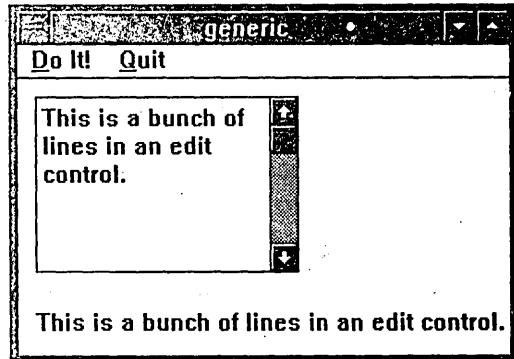 generic
Do It! Quit
This is a bunch of
lines in an edit
control.
This is a bunch of lines in an edit control.